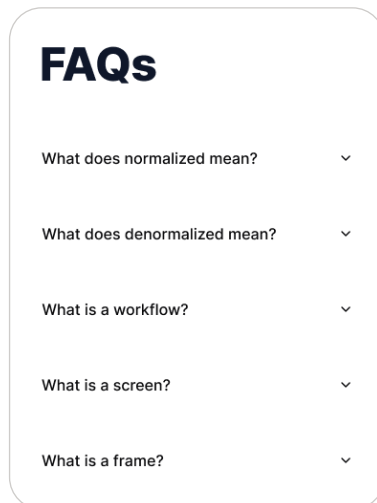 FAQs
What does normalized mean?
What does denormalized mean?
What is a workflow?
What is a screen?
What is a frame?